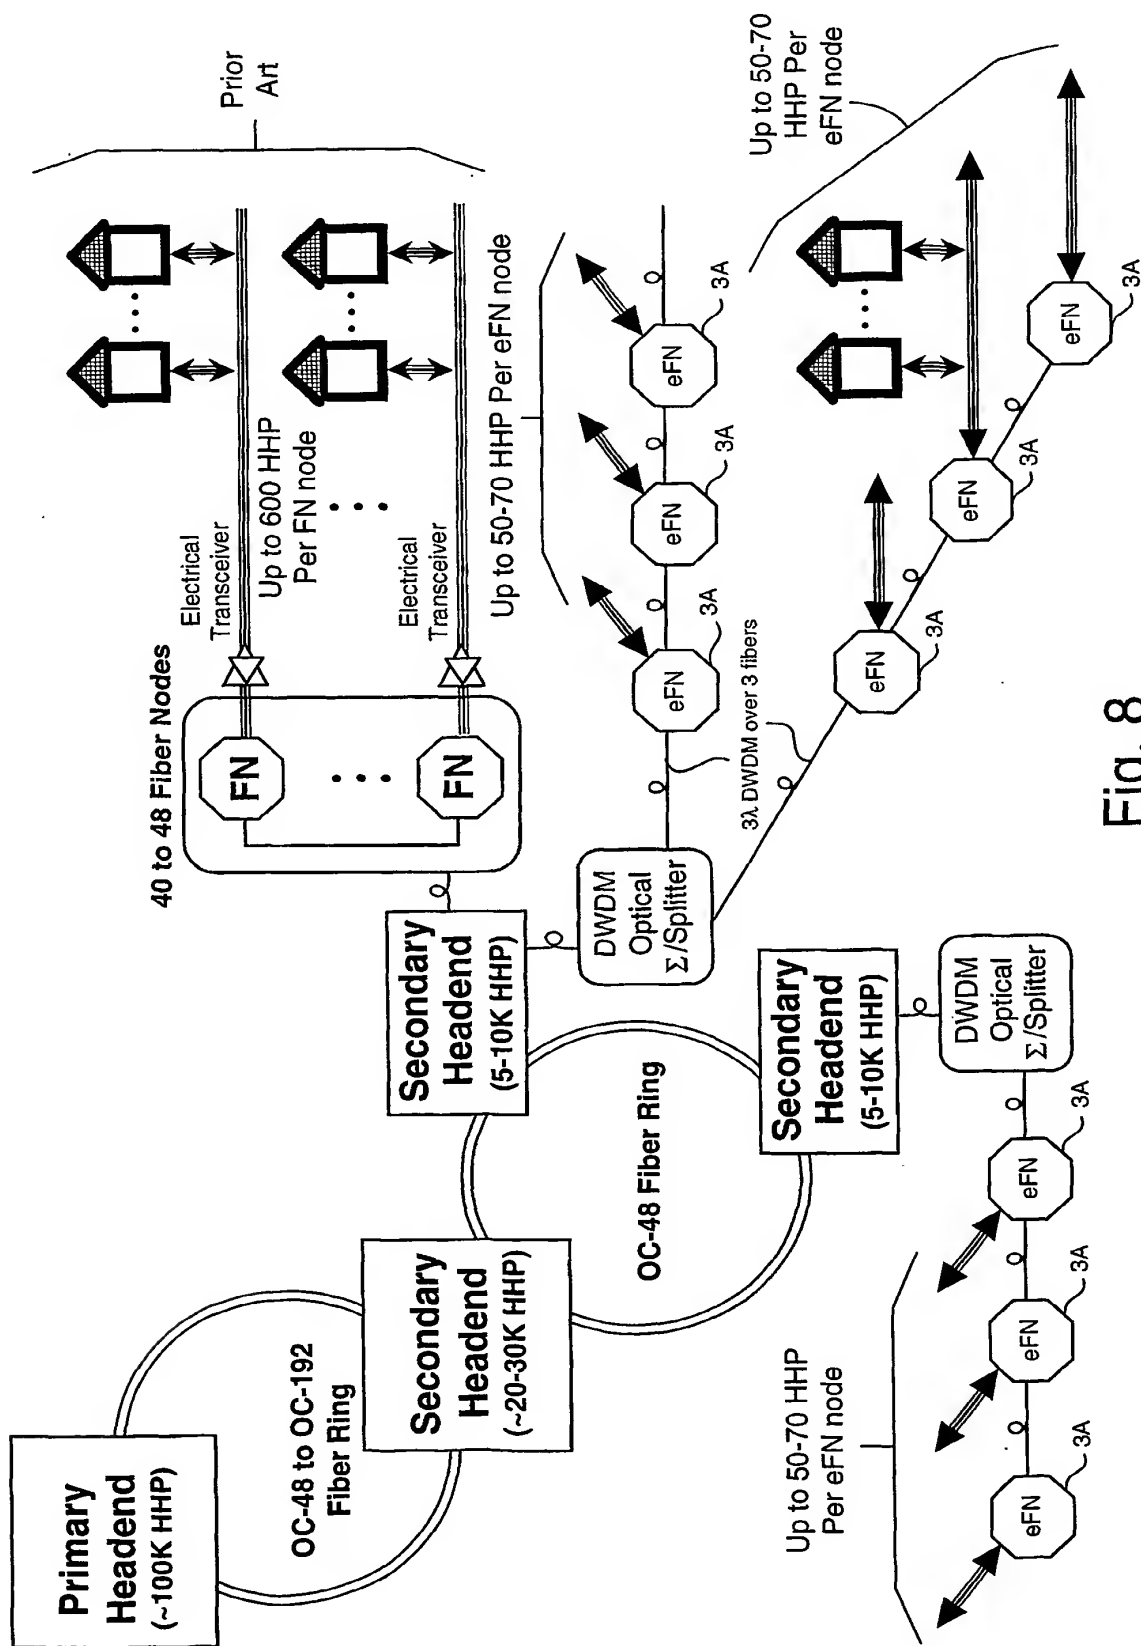 Primary
Headend
(~100K HHP)
OC-48 to OC-192
Fiber Ring
Secondary
Headend
(~20-30K HHP)
OC-48 Fiber Ring
Secondary
Headend
(5-10K HHP)
40 to 48 Fiber Nodes
FN
FN
Electrical
Transceiver
Up to 600 HHP
Per FN node
Electrical
Transceiver
Prior
Art
DWDM
Optical
Σ/Splitter
3λ DWDM over 3 fibers
Up to 50-70 HHP Per eFN node
eFN
3A
eFN
3A
eFN
3A
Up to 50-70
HHP Per
eFN node
eFN
3A
eFN
3A
eFN
3A
Secondary
Headend
(5-10K HHP)
DWDM
Optical
Σ/Splitter
Up to 50-70 HHP
Per eFN node
eFN
3A
eFN
3A
eFN
3A
Fig. 8